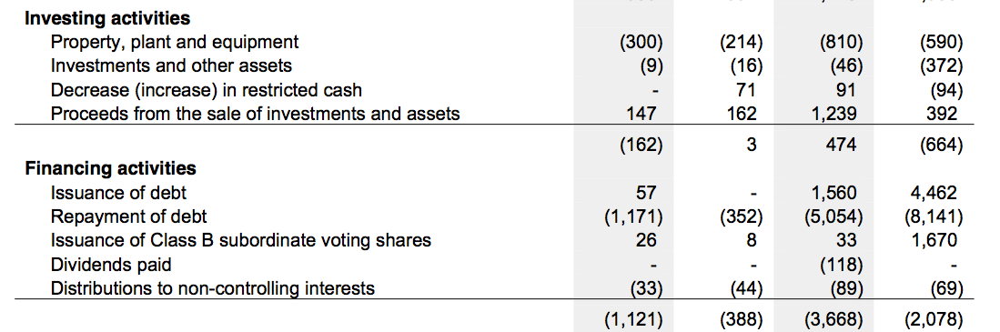 Investing activities
Property, plant and equipment (300) (214) (810) (590)
Investments and other assets (9) (16) (46) (372)
Decrease (increase) in restricted cash - 71 91 (94)
Proceeds from the sale of investments and assets 147 162 1,239 392
(162) 3 474 (664)
Financing activities
Issuance of debt 57 - 1,560 4,462
Repayment of debt (1,171) (352) (5,054) (8,141)
Issuance of Class B subordinate voting shares 26 8 33 1,670
Dividends paid - - (118) -
Distributions to non-controlling interests (33) (44) (89) (69)
(1,121) (388) (3,668) (2,078)